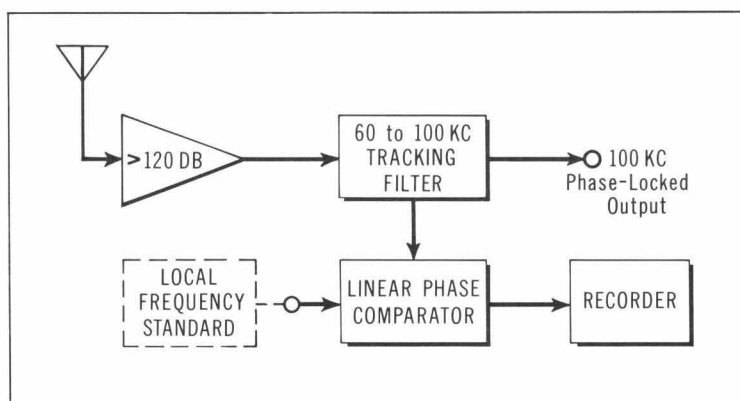 >120 DB
60 to 100 KC
TRACKING
FILTER
100 KC
Phase-Locked
Output
LOCAL
FREQUENCY
STANDARD
LINEAR PHASE
COMPARATOR
RECORDER